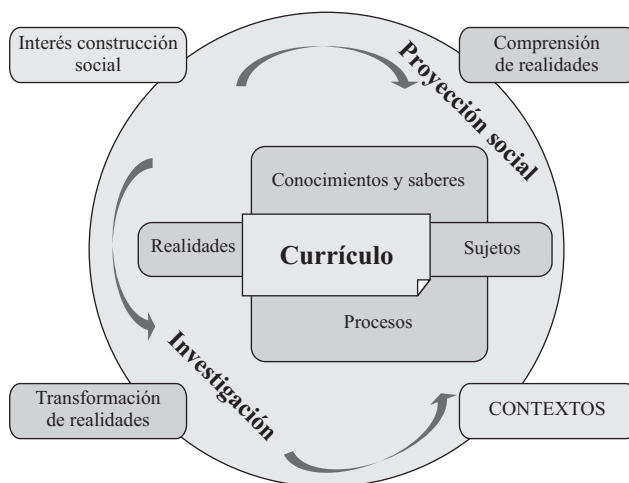 Interés construcción
social
Comprensión
de realidades
Proyección social
Conocimientos y saberes
Realidades
Currículo
Sujetos
Procesos
Investigación
Transformación
de realidades
CONTEXTOS